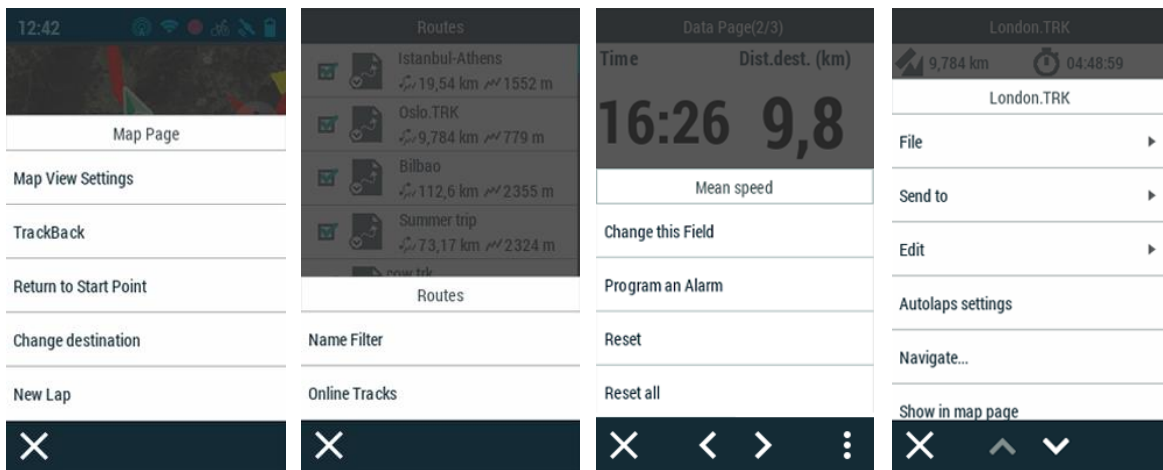 12:42
Map Page
Map View Settings
TrackBack
Return to Start Point
Change destination
New Lap
Routes
Istanbul-Athens
19,54 km 1552 m
Oslo.TRK
9,784 km 779 m
Bilbao
112,6 km 2355 m
Summer trip
73,17 km 2324 m
cow.trk
Routes
Name Filter
Online Tracks
Data Page(2/3)
Time Dist.dest. (km)
16:26 9,8
Mean speed
Change this Field
Program an Alarm
Reset
Reset all
London.TRK
9,784 km 04:48:59
London.TRK
File
Send to
Edit
Autolaps settings
Navigate...
Show in map page